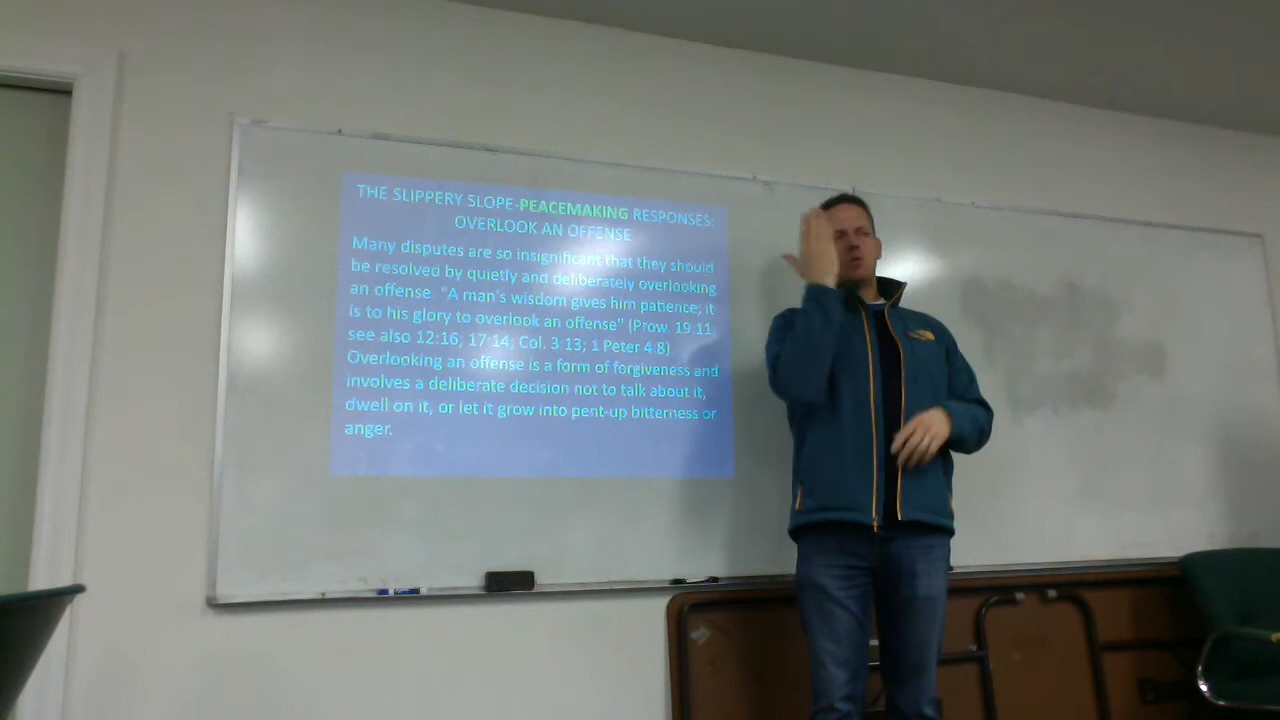 THE SLIPPERY SLOPE-PEACEMAKING RESPONSES:
OVERLOOK AN OFFENSE
Many disputes are so insignificant that they should
be resolved by quietly and deliberately overlooking
an offense. "A man's wisdom gives him patience; it
is to his glory to overlook an offense" (Prow. 19:11,
see also 12:16, 17:14; Col. 3:13; 1 Peter 4:8).
Overlooking an offense is a form of forgiveness and
involves a deliberate decision not to talk about it,
dwell on it, or let it grow into pent-up bitterness or
anger.